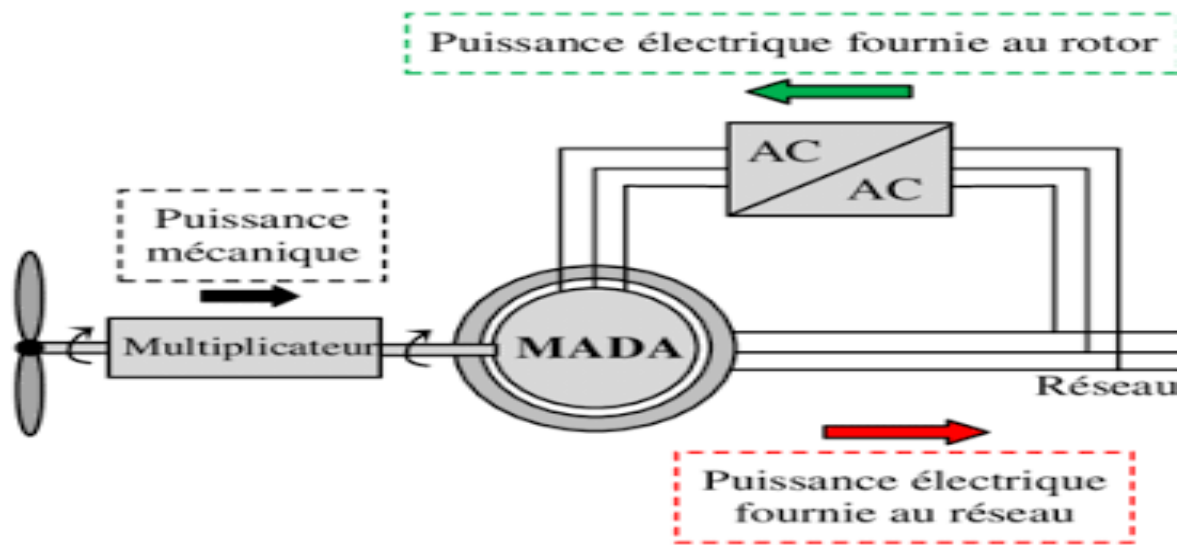 Puissance électrique fournie au rotor
AC
AC
Puissance
mécanique
Multiplicateur
MADA
Réseau
Puissance électrique
fournie au réseau